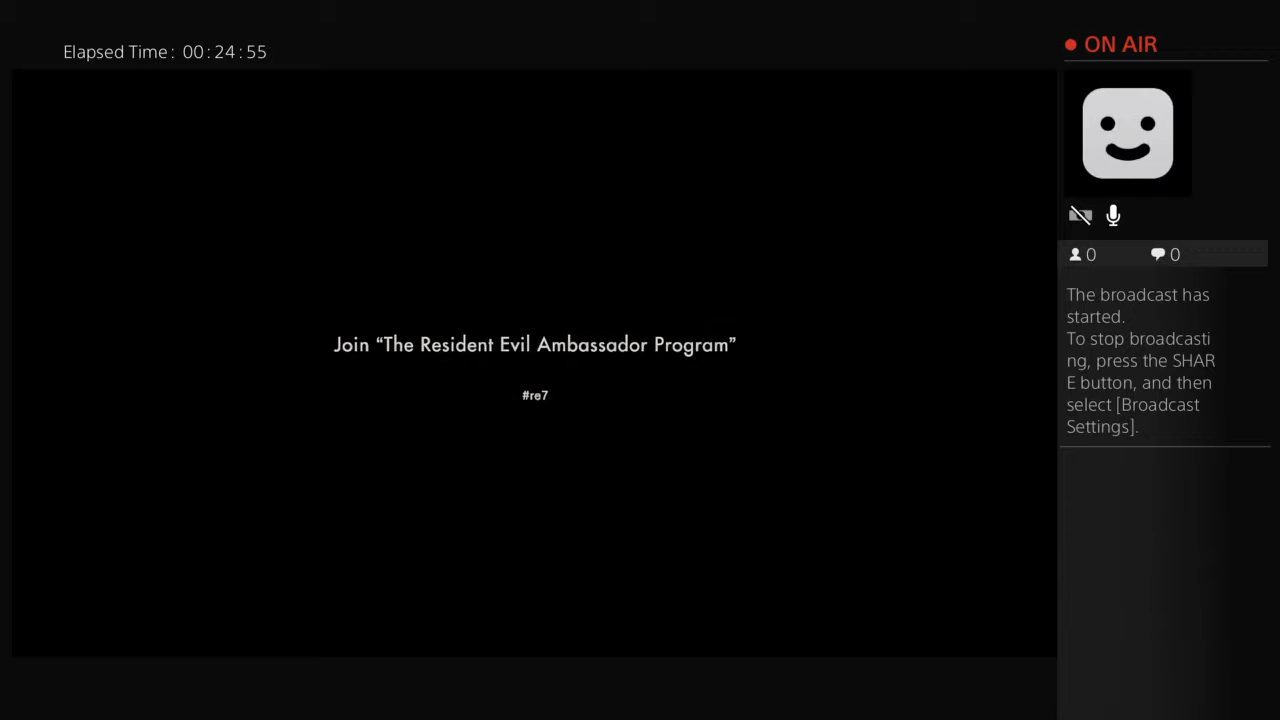 Elapsed Time: 00:24:55
ON AIR
0 0
The broadcast has
started.
To stop broadcasti
ng, press the SHAR
E button, and then
select [Broadcast
Settings].
Join “The Resident Evil Ambassador Program”
#re7